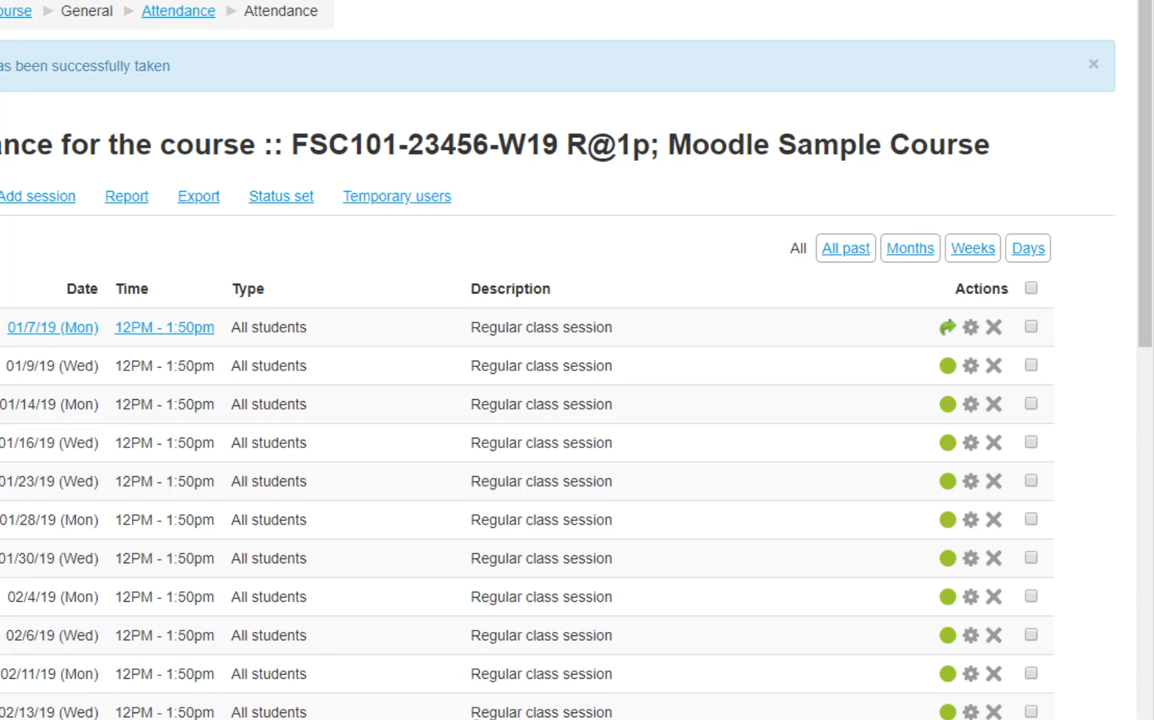 ourse General Attendance Attendance
as been successfully taken ×
ance for the course :: FSC101-23456-W19 R@1p; Moodle Sample Course
Add session Report Export Status set Temporary users
All All past Months Weeks Days
Date Time Type Description Actions
01/7/19 (Mon) 12PM - 1:50pm All students Regular class session
01/9/19 (Wed) 12PM - 1:50pm All students Regular class session
01/14/19 (Mon) 12PM - 1:50pm All students Regular class session
01/16/19 (Wed) 12PM - 1:50pm All students Regular class session
01/23/19 (Wed) 12PM - 1:50pm All students Regular class session
01/28/19 (Mon) 12PM - 1:50pm All students Regular class session
01/30/19 (Wed) 12PM - 1:50pm All students Regular class session
02/4/19 (Mon) 12PM - 1:50pm All students Regular class session
02/6/19 (Wed) 12PM - 1:50pm All students Regular class session
02/11/19 (Mon) 12PM - 1:50pm All students Regular class session
02/13/19 (Wed) 12PM - 1:50pm All students Regular class session